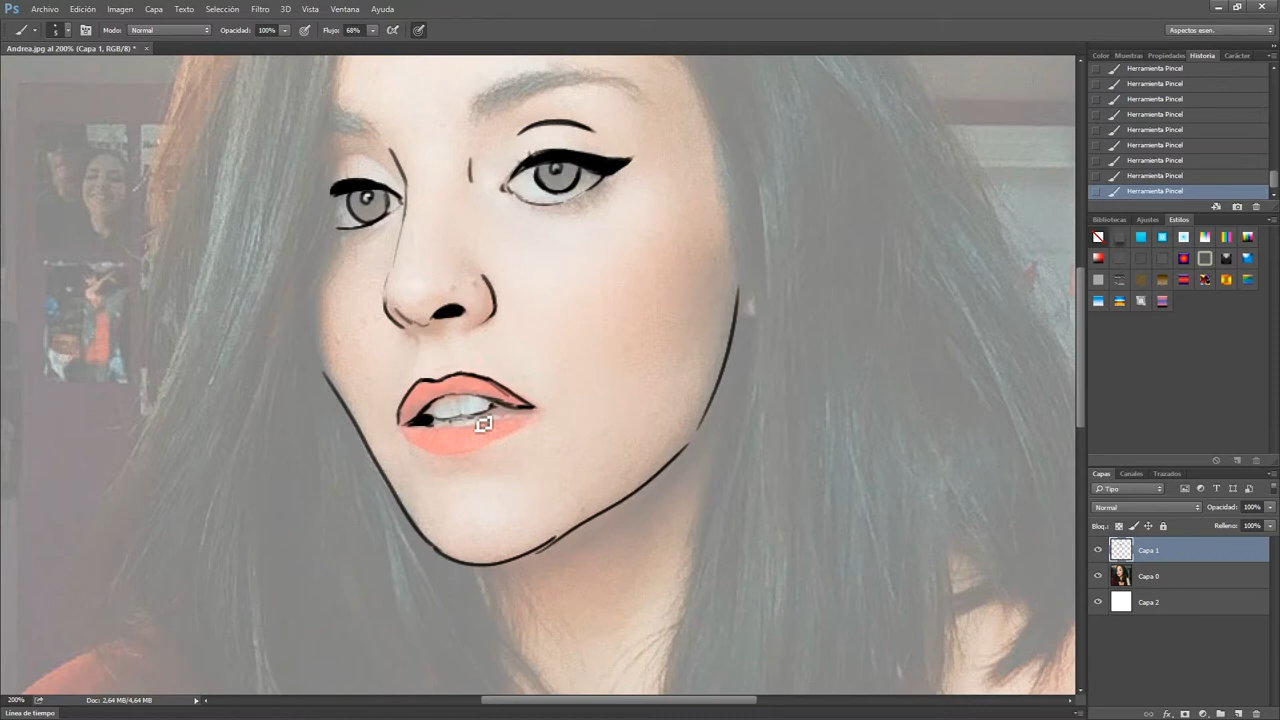 Ps Archivo Edición Imagen Capa Texto Selección Filtro 3D Vista Ventana Ayuda
5 Modo: Normal Opacidad: 100% Flujo: 68% Aspectos esen.
Andrea.jpg al 200% (Capa 1, RGB/8) *
Color Muestras Propiedades Historia Carácter
Herramienta Pincel
Herramienta Pincel
Herramienta Pincel
Herramienta Pincel
Herramienta Pincel
Herramienta Pincel
Herramienta Pincel
Herramienta Pincel
Herramienta Pincel
Bibliotecas Ajustes Estilos
Capas Canales Trazados
Tipo
Normal Opacidad: 100%
Bloq.: Relleno: 100%
Capa 1
Capa 0
Capa 2
fx
200% Doc: 2,64 MB/4,64 MB
Línea de tiempo